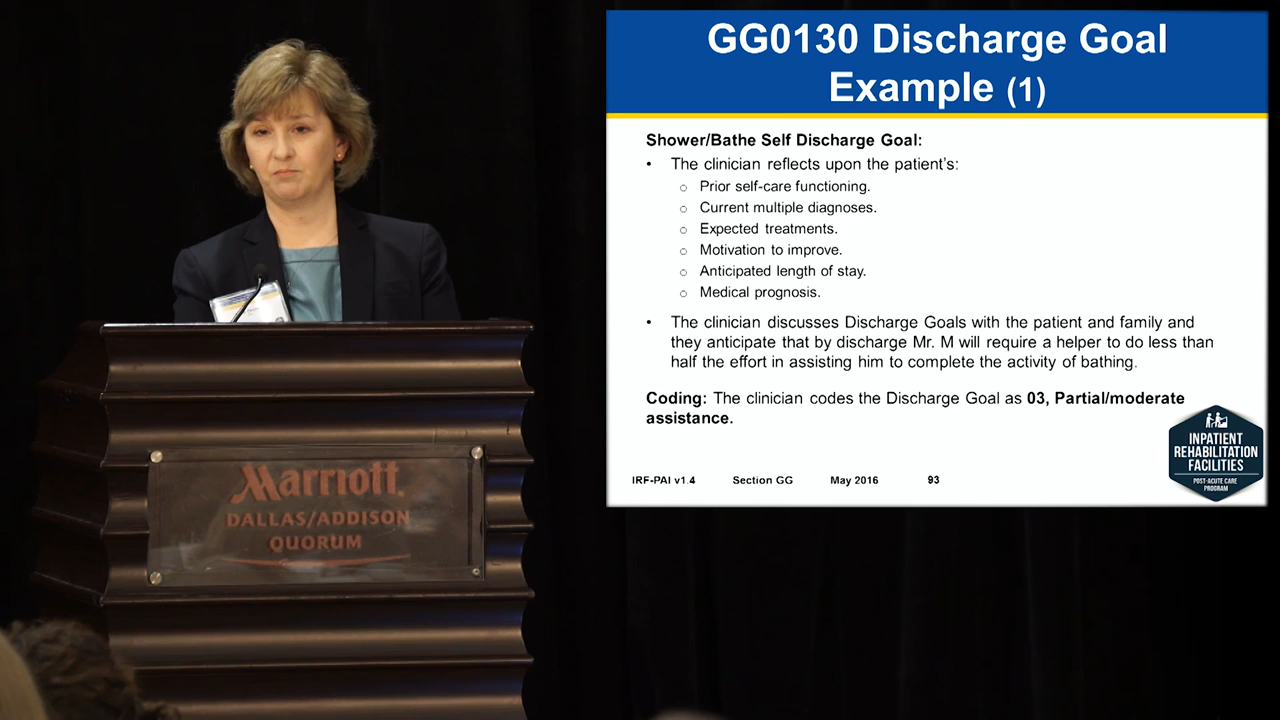 GG0130 Discharge Goal
Example (1)
Shower/Bathe Self Discharge Goal:
• The clinician reflects upon the patient's:
○ Prior self-care functioning.
○ Current multiple diagnoses.
○ Expected treatments.
○ Motivation to improve.
○ Anticipated length of stay.
○ Medical prognosis.
• The clinician discusses Discharge Goals with the patient and family and
they anticipate that by discharge Mr. M will require a helper to do less than
half the effort in assisting him to complete the activity of bathing.
Coding: The clinician codes the Discharge Goal as 03, Partial/moderate
assistance.
IRF-PAI v1.4 Section GG May 2016 93
INPATIENT
REHABILITATION
FACILITIES
POST-ACUTE CARE
PROGRAM
Marriott
DALLAS/ADDISON
QUORUM